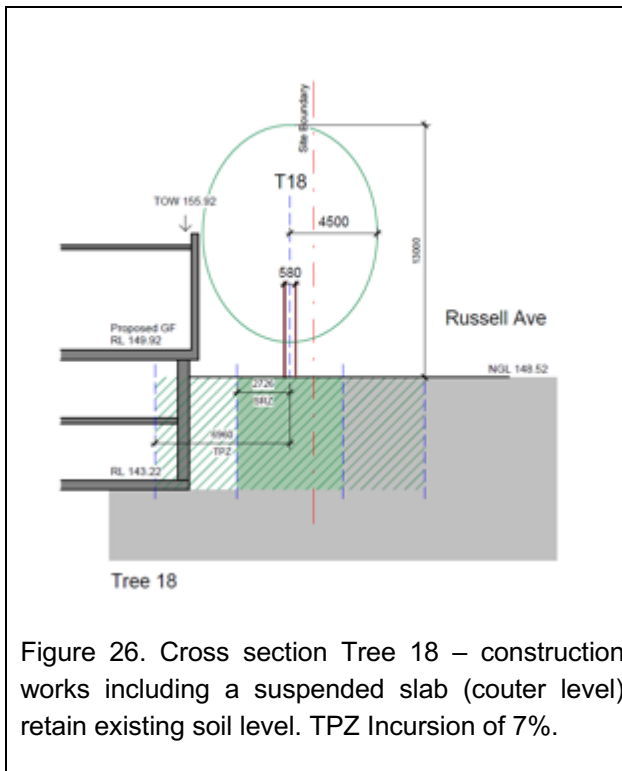 Site Boundary
T18
TOW 155.92
4500
13000
580
Russell Ave
Proposed GF
RL 149.92
NGL 148.52
2726
SRZ
6960
TPZ
RL 143.22
Tree 18
Figure 26. Cross section Tree 18 – construction
works including a suspended slab (couter level)
retain existing soil level. TPZ Incursion of 7%.